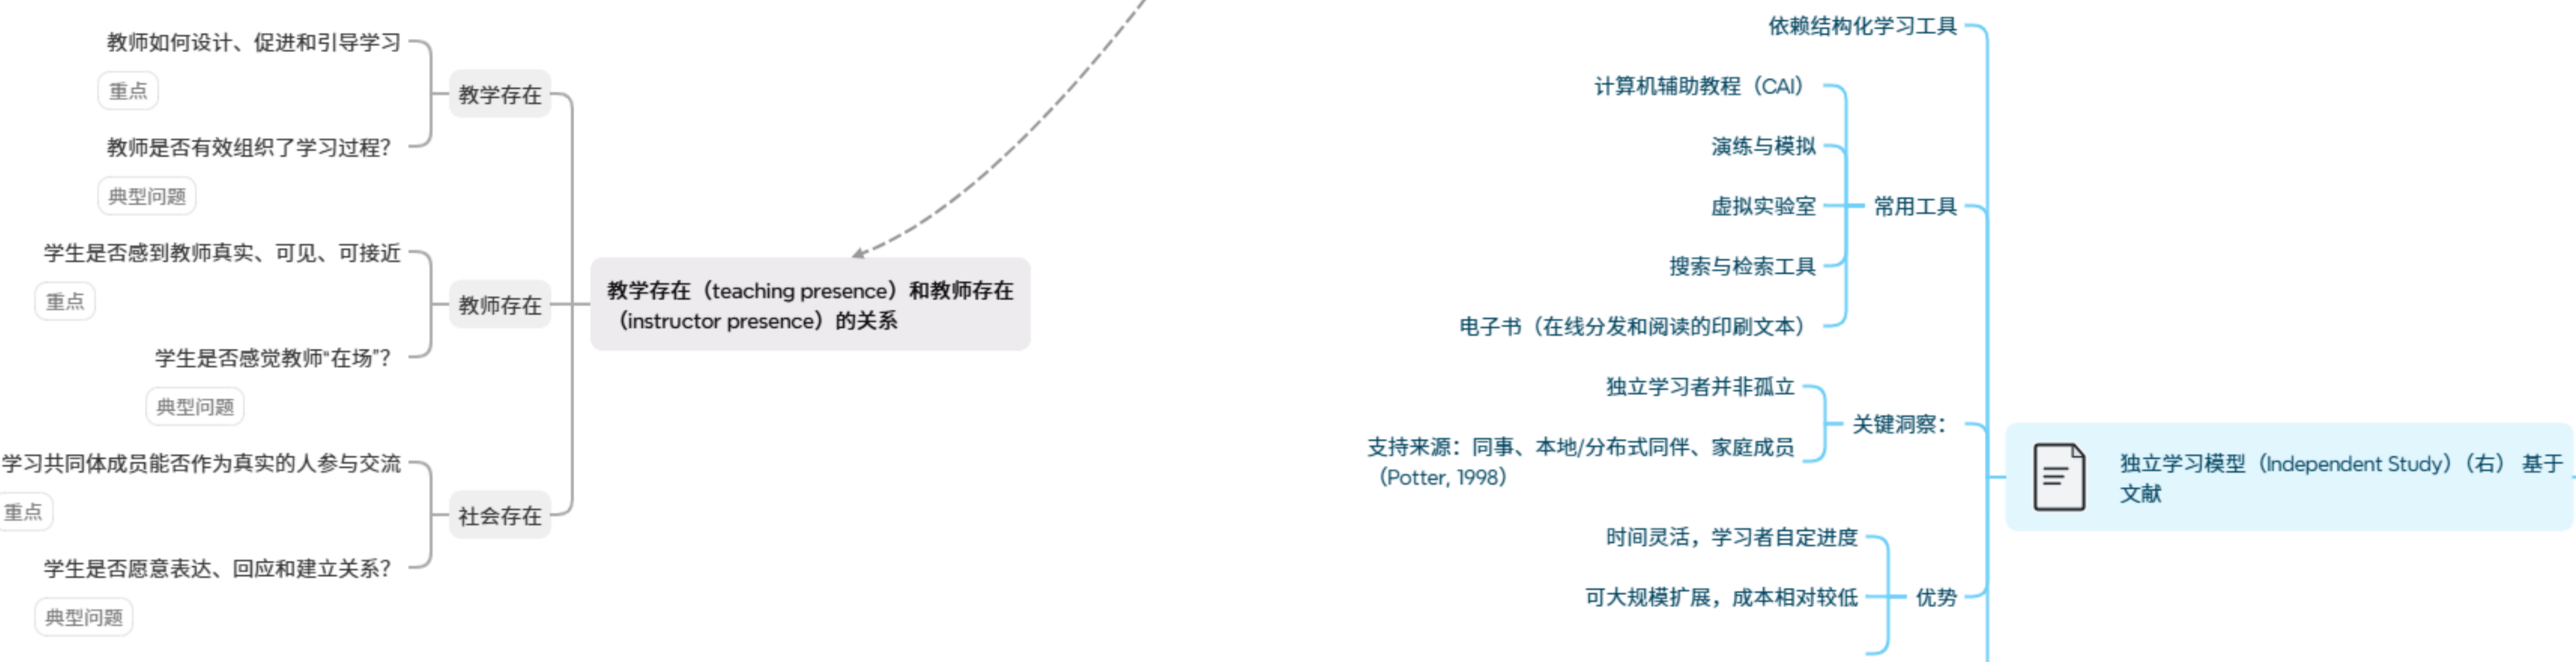 教师如何设计、促进和引导学习
重点
教学存在
教师是否有效组织了学习过程？
典型问题
学生是否感到教师真实、可见、可接近
重点
教师存在
学生是否感觉教师“在场”？
典型问题
学习共同体成员能否作为真实的人参与交流
重点
社会存在
学生是否愿意表达、回应和建立关系？
典型问题
教学存在（teaching presence）和教师存在
（instructor presence）的关系
依赖结构化学习工具
计算机辅助教程（CAI）
演练与模拟
虚拟实验室
常用工具
搜索与检索工具
电子书（在线分发和阅读的印刷文本）
独立学习者并非孤立
关键洞察：
支持来源：同事、本地/分布式同伴、家庭成员
（Potter, 1998）
独立学习模型（Independent Study）（右） 基于
文献
时间灵活，学习者自定进度
可大规模扩展，成本相对较低
优势